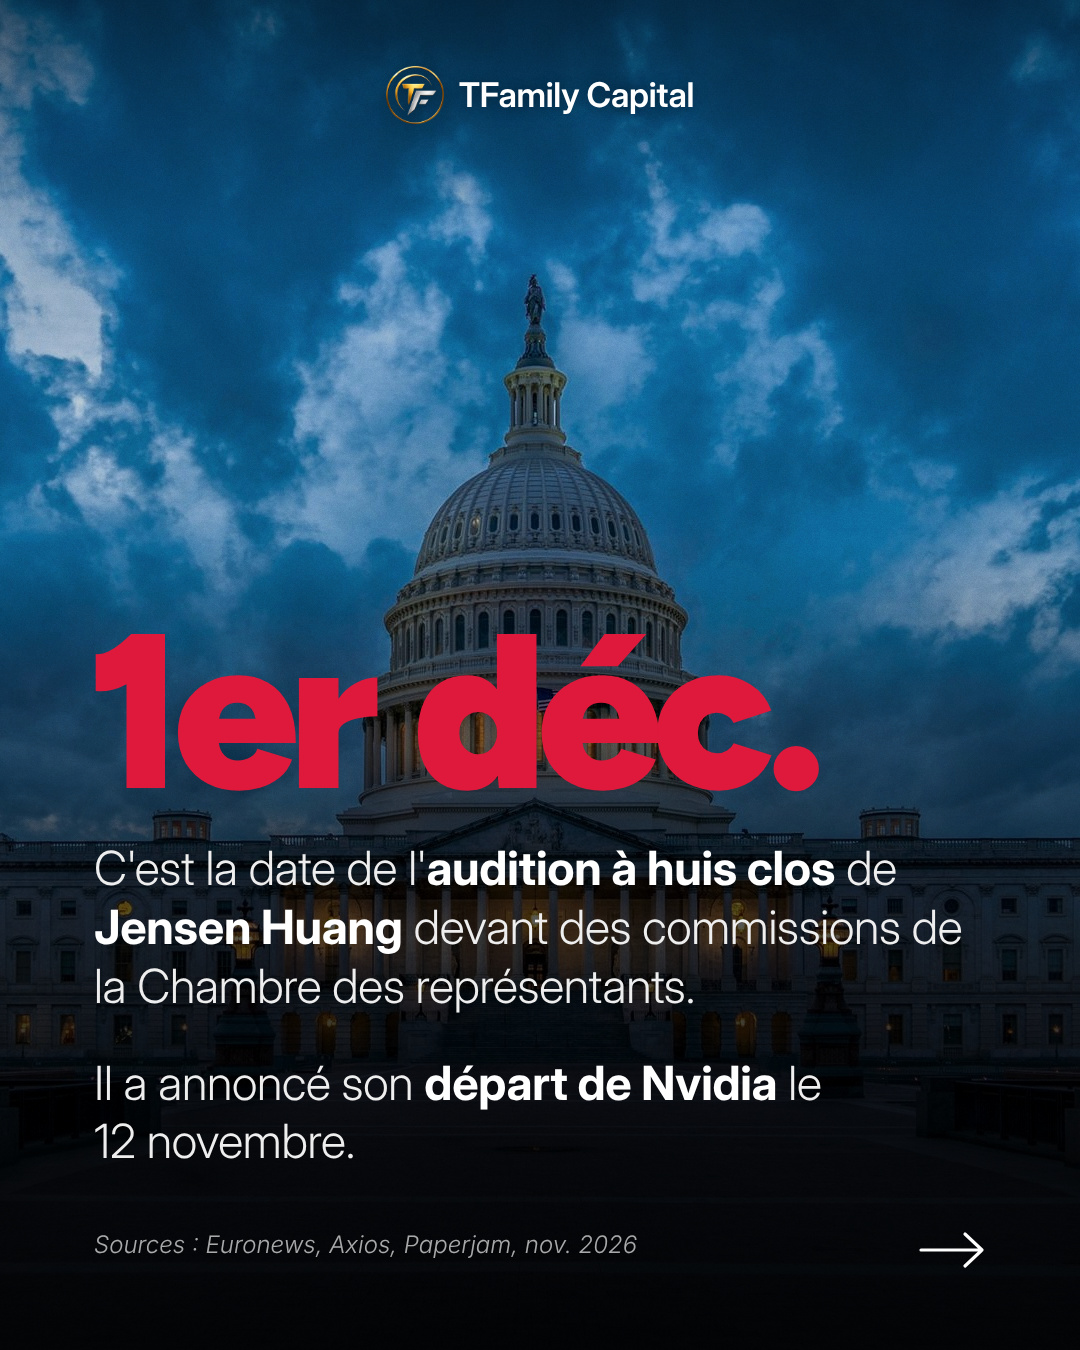 TFamily Capital
1er déc.
C'est la date de l'audition à huis clos de
Jensen Huang devant des commissions de
la Chambre des représentants.
Il a annoncé son départ de Nvidia le
12 novembre.
Sources : Euronews, Axios, Paperjam, nov. 2026